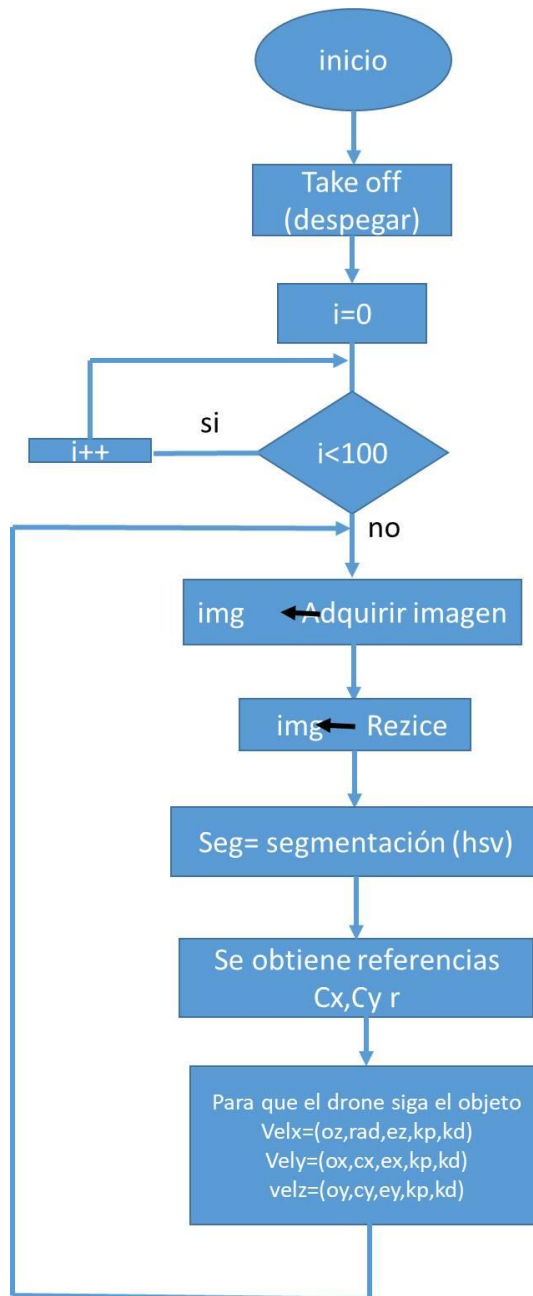 inicio
Take off
(despegar)
i=0
si
i++
i<100
no
img Adquirir imagen
img Rezice
Seg= segmentación (hsv)
Se obtiene referencias
Cx,Cy r
Para que el drone siga el objeto
Velx=(oz,rad,ez,kp,kd)
Vely=(ox,cx,ex,kp,kd)
velz=(oy,cy,ey,kp,kd)